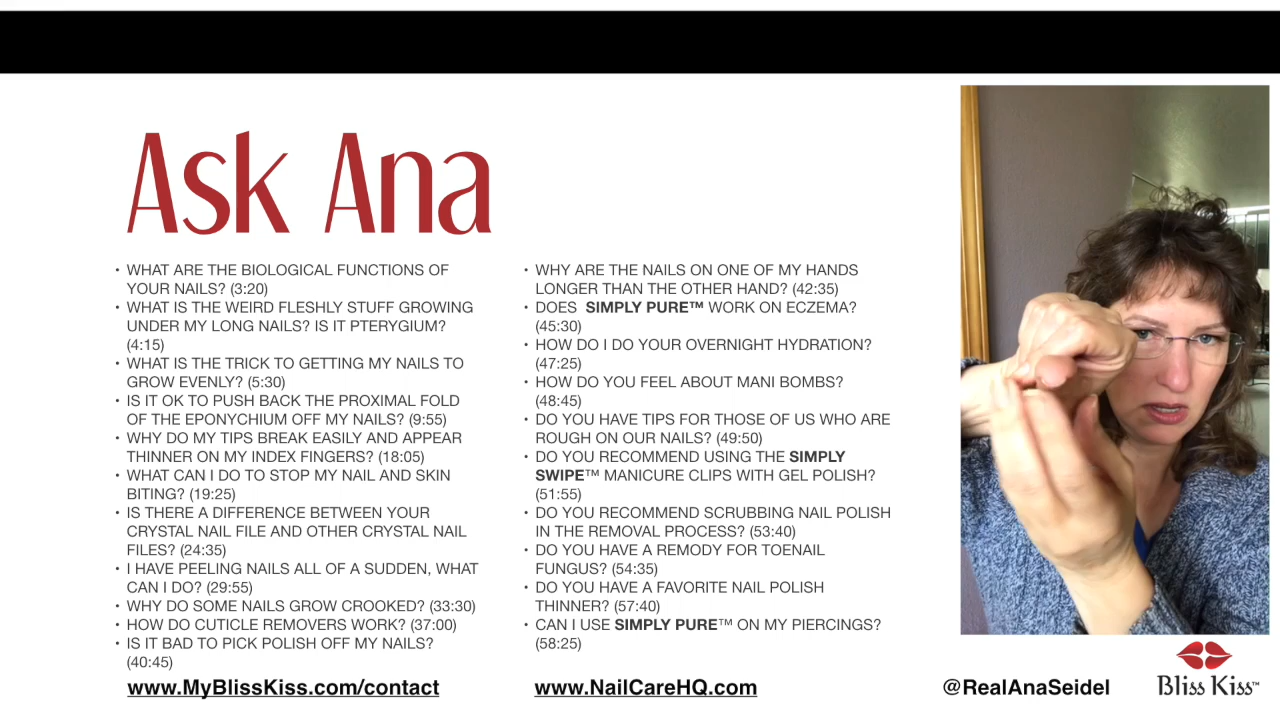 Ask Ana
• WHAT ARE THE BIOLOGICAL FUNCTIONS OF
YOUR NAILS? (3:20)
• WHAT IS THE WEIRD FLESHLY STUFF GROWING
UNDER MY LONG NAILS? IS IT PTERYGIUM?
(4:15)
• WHAT IS THE TRICK TO GETTING MY NAILS TO
GROW EVENLY? (5:30)
• IS IT OK TO PUSH BACK THE PROXIMAL FOLD
OF THE EPONYCHIUM OFF MY NAILS? (9:55)
• WHY DO MY TIPS BREAK EASILY AND APPEAR
THINNER ON MY INDEX FINGERS? (18:05)
• WHAT CAN I DO TO STOP MY NAIL AND SKIN
BITING? (19:25)
• IS THERE A DIFFERENCE BETWEEN YOUR
CRYSTAL NAIL FILE AND OTHER CRYSTAL NAIL
FILES? (24:35)
• I HAVE PEELING NAILS ALL OF A SUDDEN, WHAT
CAN I DO? (29:55)
• WHY DO SOME NAILS GROW CROOKED? (33:30)
• HOW DO CUTICLE REMOVERS WORK? (37:00)
• IS IT BAD TO PICK POLISH OFF MY NAILS?
(40:45)
• WHY ARE THE NAILS ON ONE OF MY HANDS
LONGER THAN THE OTHER HAND? (42:35)
• DOES SIMPLY PURE™ WORK ON ECZEMA?
(45:30)
• HOW DO I DO YOUR OVERNIGHT HYDRATION?
(47:25)
• HOW DO YOU FEEL ABOUT MANI BOMBS?
(48:45)
• DO YOU HAVE TIPS FOR THOSE OF US WHO ARE
ROUGH ON OUR NAILS? (49:50)
• DO YOU RECOMMEND USING THE SIMPLY
SWIPE™ MANICURE CLIPS WITH GEL POLISH?
(51:55)
• DO YOU RECOMMEND SCRUBBING NAIL POLISH
IN THE REMOVAL PROCESS? (53:40)
• DO YOU HAVE A REMODY FOR TOENAIL
FUNGUS? (54:35)
• DO YOU HAVE A FAVORITE NAIL POLISH
THINNER? (57:40)
• CAN I USE SIMPLY PURE™ ON MY PIERCINGS?
(58:25)
www.MyBlissKiss.com/contact
www.NailCareHQ.com
@RealAnaSeidel
Bliss Kiss™